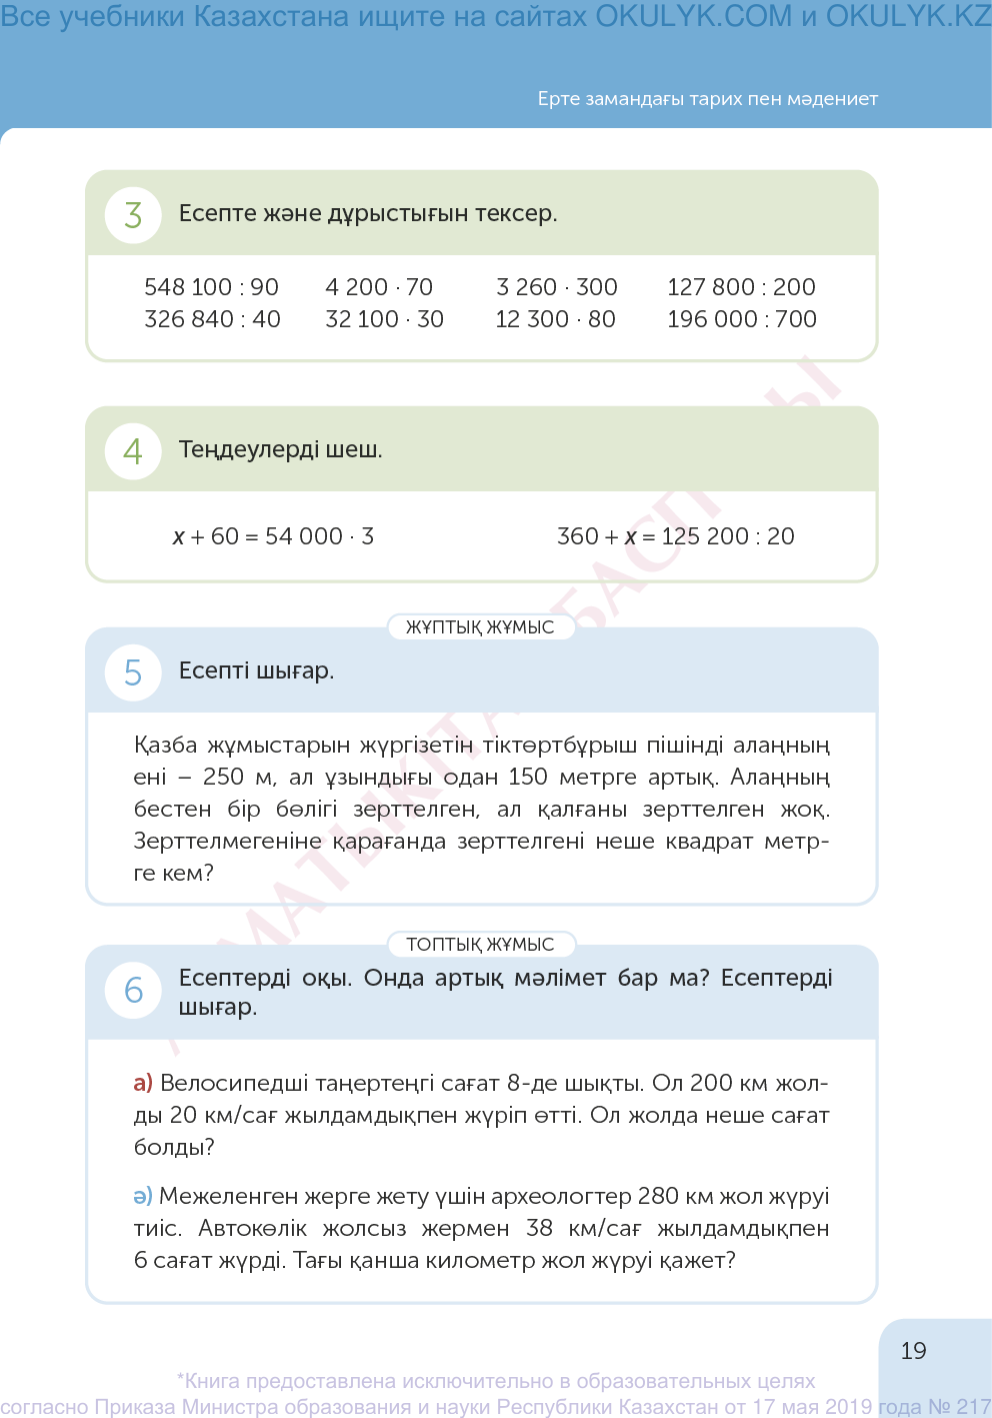 Все учебники Казахстана ищите на сайтах OKULYK.COM и OKULYK.KZ
Ерте замандағы тарих пен мәдениет
3 Есепте және дұрыстығын тексер.
548 100 : 90 4 200 · 70 3 260 · 300 127 800 : 200
326 840 : 40 32 100 · 30 12 300 · 80 196 000 : 700
4 Теңдеулерді шеш.
x + 60 = 54 000 · 3 360 + x = 125 200 : 20
ЖҰПТЫҚ ЖҰМЫС
5 Есепті шығар.
Қазба жұмыстарын жүргізетін тіктөртбұрыш пішінді алаңның
ені – 250 м, ал ұзындығы одан 150 метрге артық. Алаңның
бестен бір бөлігі зерттелген, ал қалғаны зерттелген жоқ.
Зерттелмегеніне қарағанда зерттелгені неше квадрат метр-
ге кем?
ТОПТЫҚ ЖҰМЫС
6 Есептерді оқы. Онда артық мәлімет бар ма? Есептерді
шығар.
а) Велосипедші таңертеңгі сағат 8-де шықты. Ол 200 км жол-
ды 20 км/сағ жылдамдықпен жүріп өтті. Ол жолда неше сағат
болды?
ә) Межеленген жерге жету үшін археологтер 280 км жол жүруі
тиіс. Автокөлік жолсыз жермен 38 км/сағ жылдамдықпен
6 сағат жүрді. Тағы қанша километр жол жүруі қажет?
19
*Книга предоставлена исключительно в образовательных целях
согласно Приказа Министра образования и науки Республики Казахстан от 17 мая 2019 года № 217